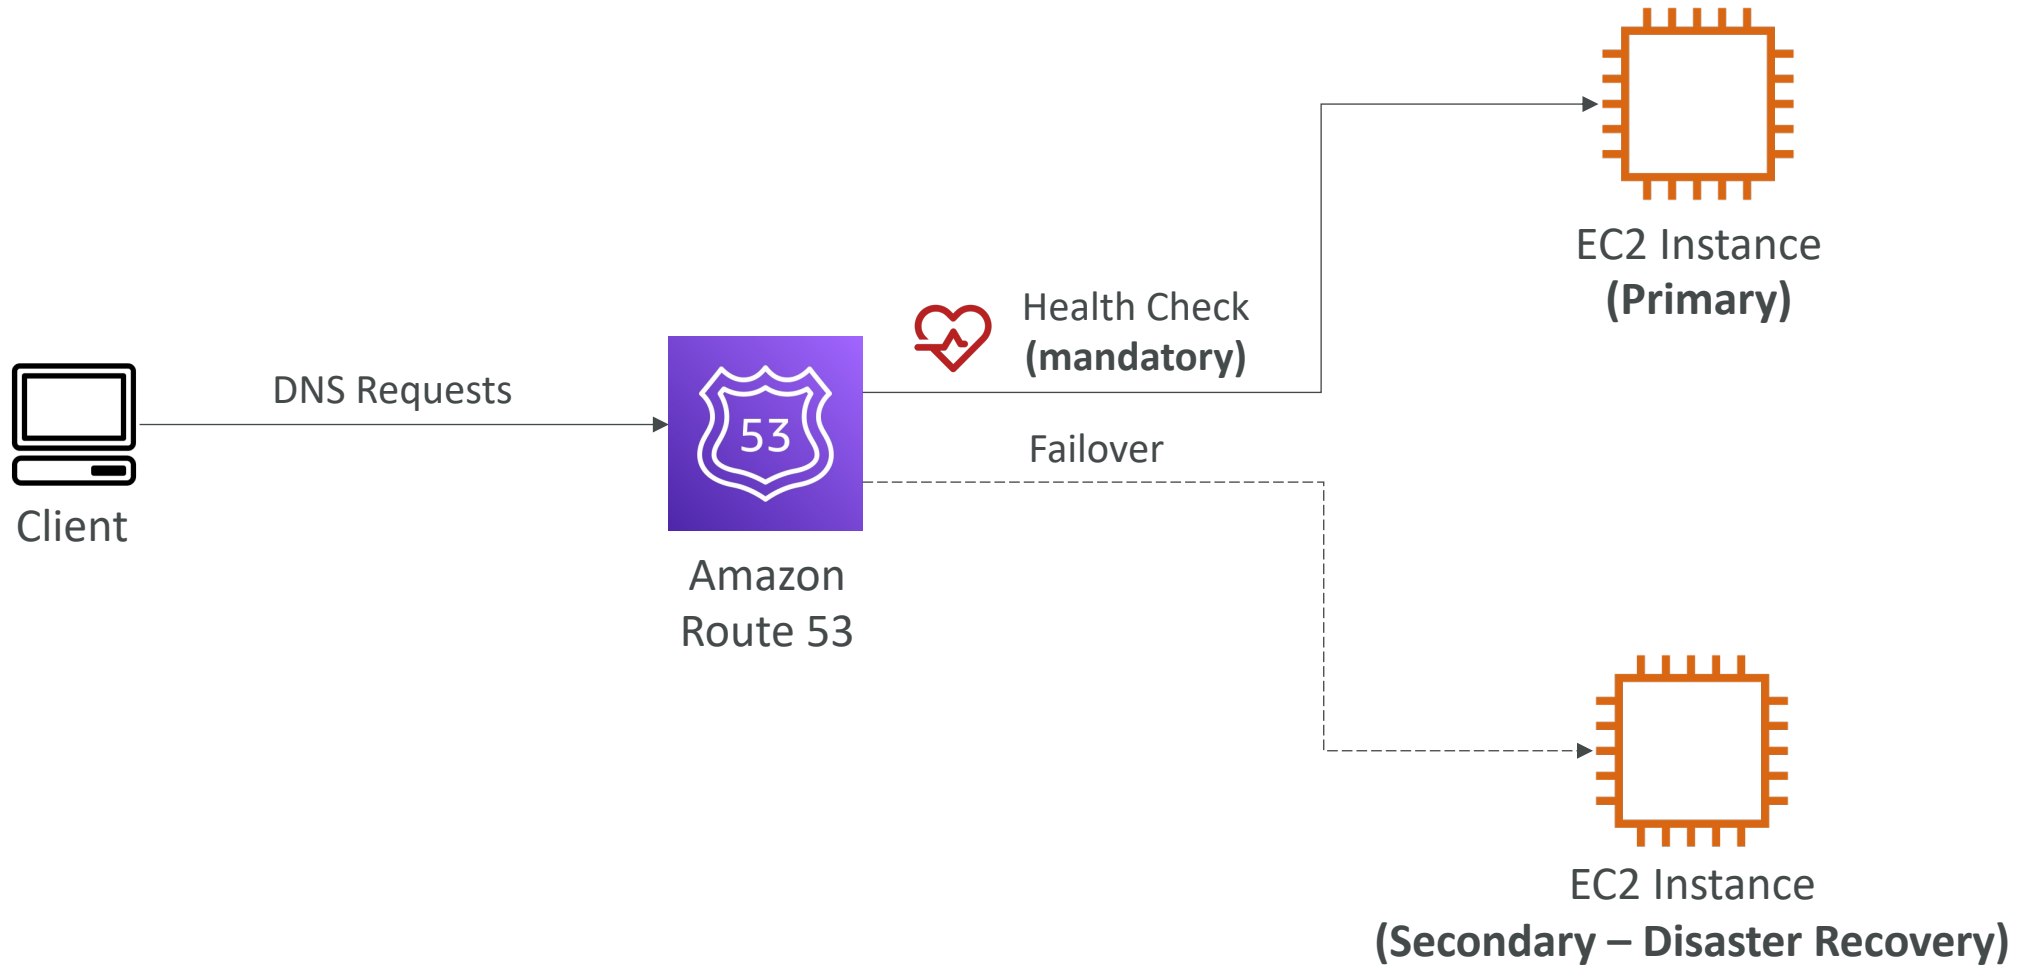 EC2 Instance
(Primary)
Health Check
(mandatory)
DNS Requests
53
Failover
Client
Amazon
Route 53
EC2 Instance
(Secondary – Disaster Recovery)